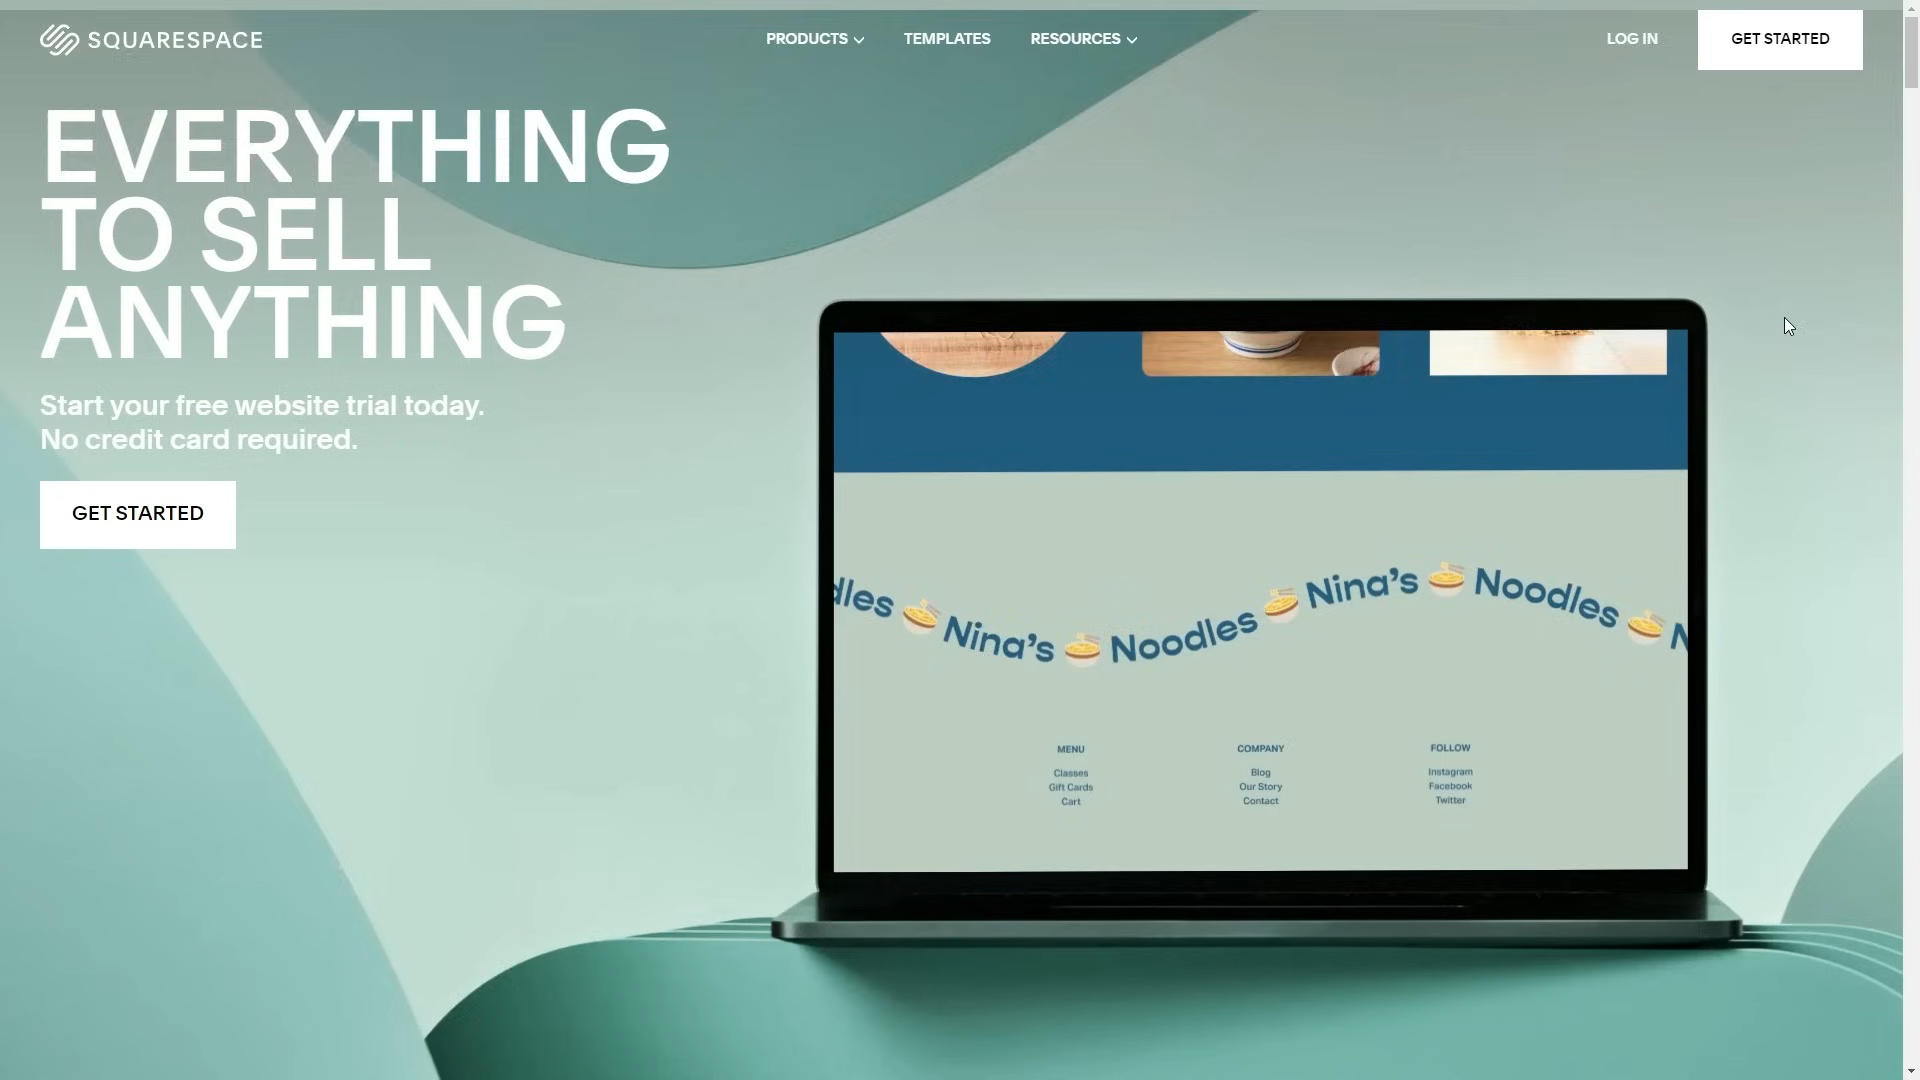 SQUARESPACE
PRODUCTS
TEMPLATES
RESOURCES
LOG IN
GET STARTED
EVERYTHING
TO SELL
ANYTHING
Start your free website trial today.
No credit card required.
GET STARTED
dles Nina's Noodles Nina's Noodles N
MENU
Classes
Gift Cards
Cart
COMPANY
Blog
Our Story
Contact
FOLLOW
Instagram
Facebook
Twitter